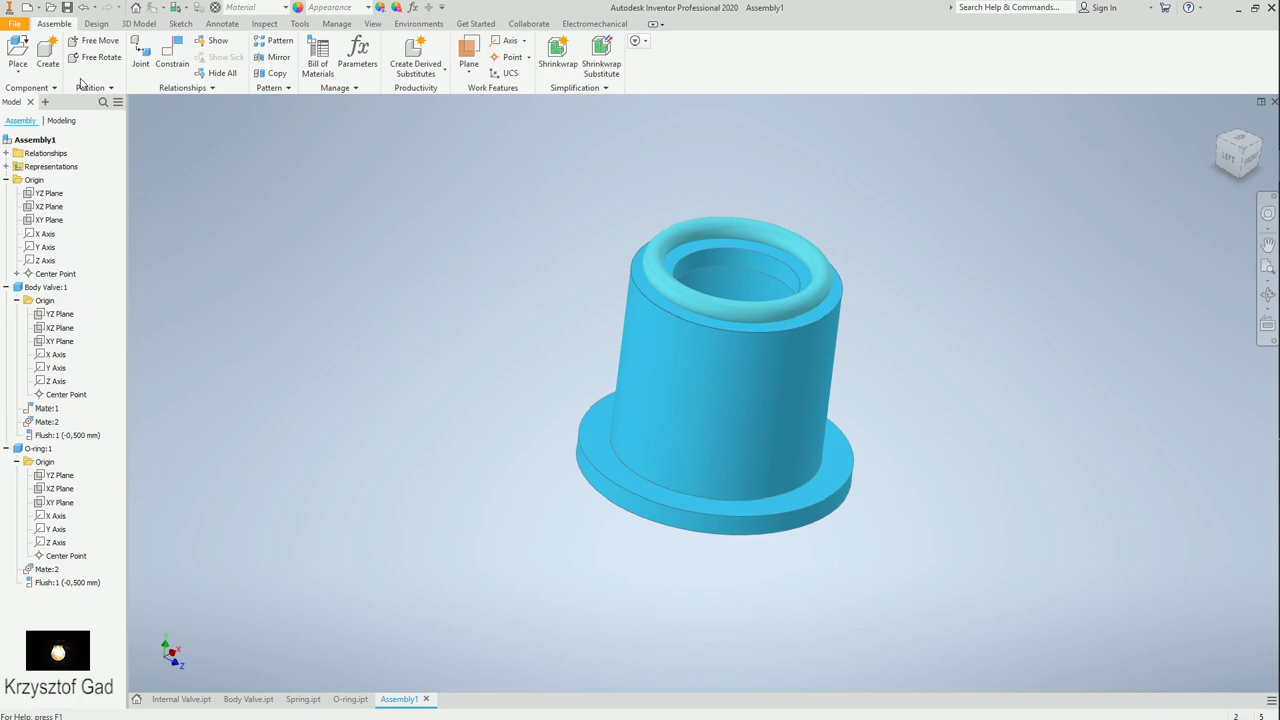 Material
Appearance
Autodesk Inventor Professional 2020 Assembly1
Search Help & Commands...
Sign In
File
Assemble
Design
3D Model
Sketch
Annotate
Inspect
Tools
Manage
View
Environments
Get Started
Collaborate
Electromechanical
Place
Create
Free Move
Free Rotate
Joint
Constrain
Show
Show Sick
Hide All
Pattern
Mirror
Copy
Bill of Materials
Parameters
Create Derived Substitutes
Plane
Axis
Point
UCS
Shrinkwrap
Shrinkwrap Substitute
Component
Position
Relationships
Pattern
Manage
Productivity
Work Features
Simplification
Model
Assembly
Modeling
Assembly1
Relationships
Representations
Origin
YZ Plane
XZ Plane
XY Plane
X Axis
Y Axis
Z Axis
Center Point
Body Valve:1
Origin
YZ Plane
XZ Plane
XY Plane
X Axis
Y Axis
Z Axis
Center Point
Mate:1
Mate:2
Flush:1 (-0,500 mm)
O-ring:1
Origin
YZ Plane
XZ Plane
XY Plane
X Axis
Y Axis
Z Axis
Center Point
Mate:2
Flush:1 (-0,500 mm)
LEFT
FRONT
Krzysztof Gad
Y
X
Z
Internal Valve.ipt
Body Valve.ipt
Spring.ipt
O-ring.ipt
Assembly1
For Help, press F1
2
5